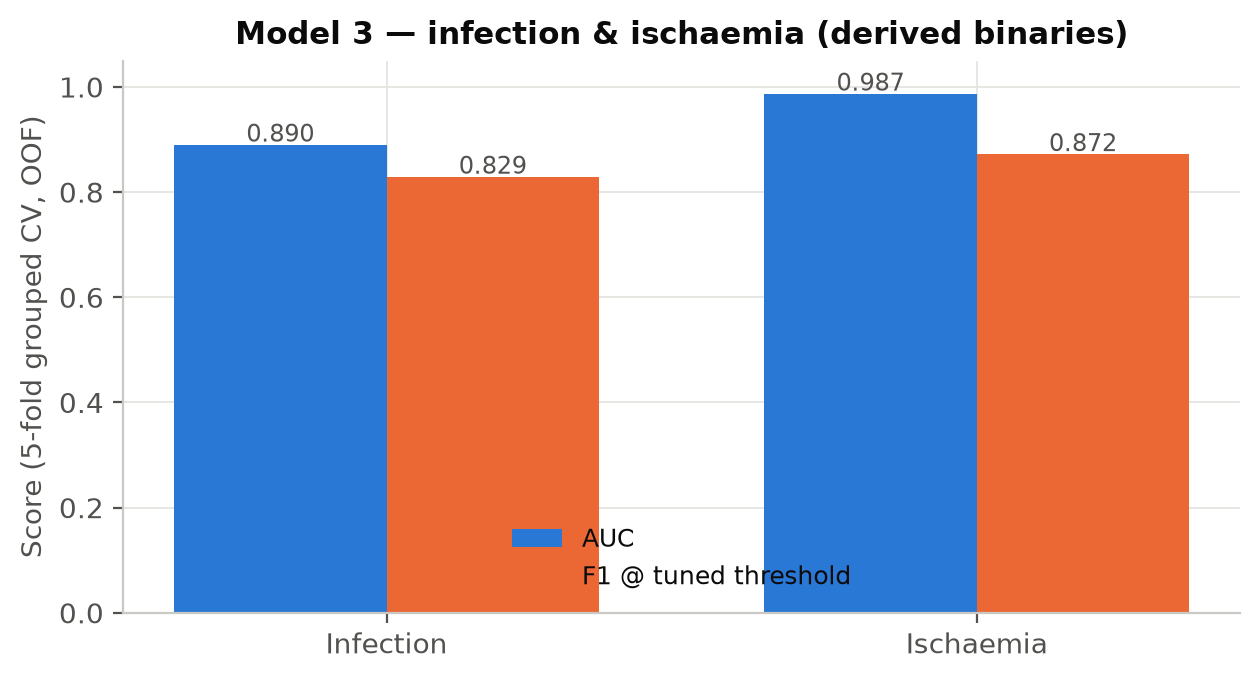 Model 3 — infection & ischaemia (derived binaries)
Score (5-fold grouped CV, OOF)
1.0
0.8
0.6
0.4
0.2
0.0
0.890
0.829
0.987
0.872
AUC
F1 @ tuned threshold
Infection
Ischaemia